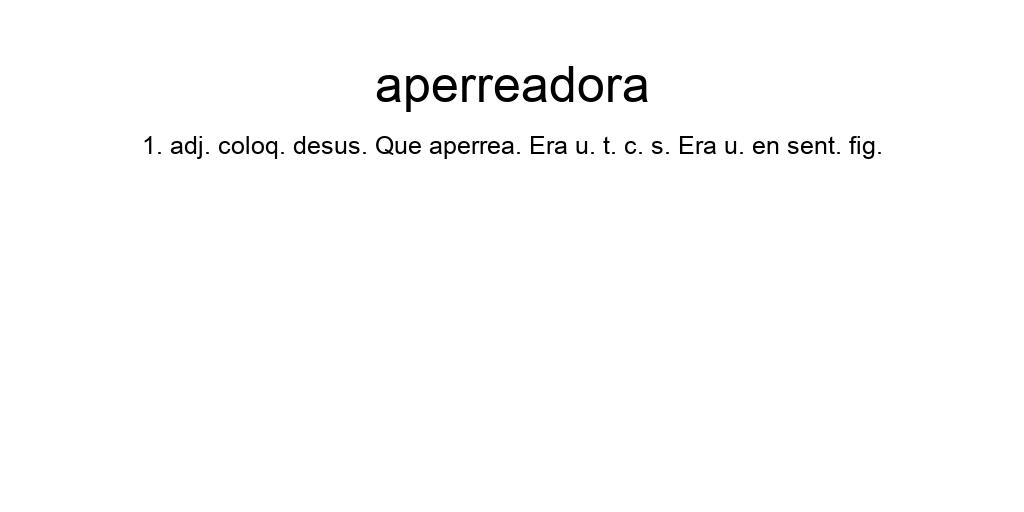 aperreadora
1. adj. coloq. desus. Que aperrea. Era u. t. c. s. Era u. en sent. fig.